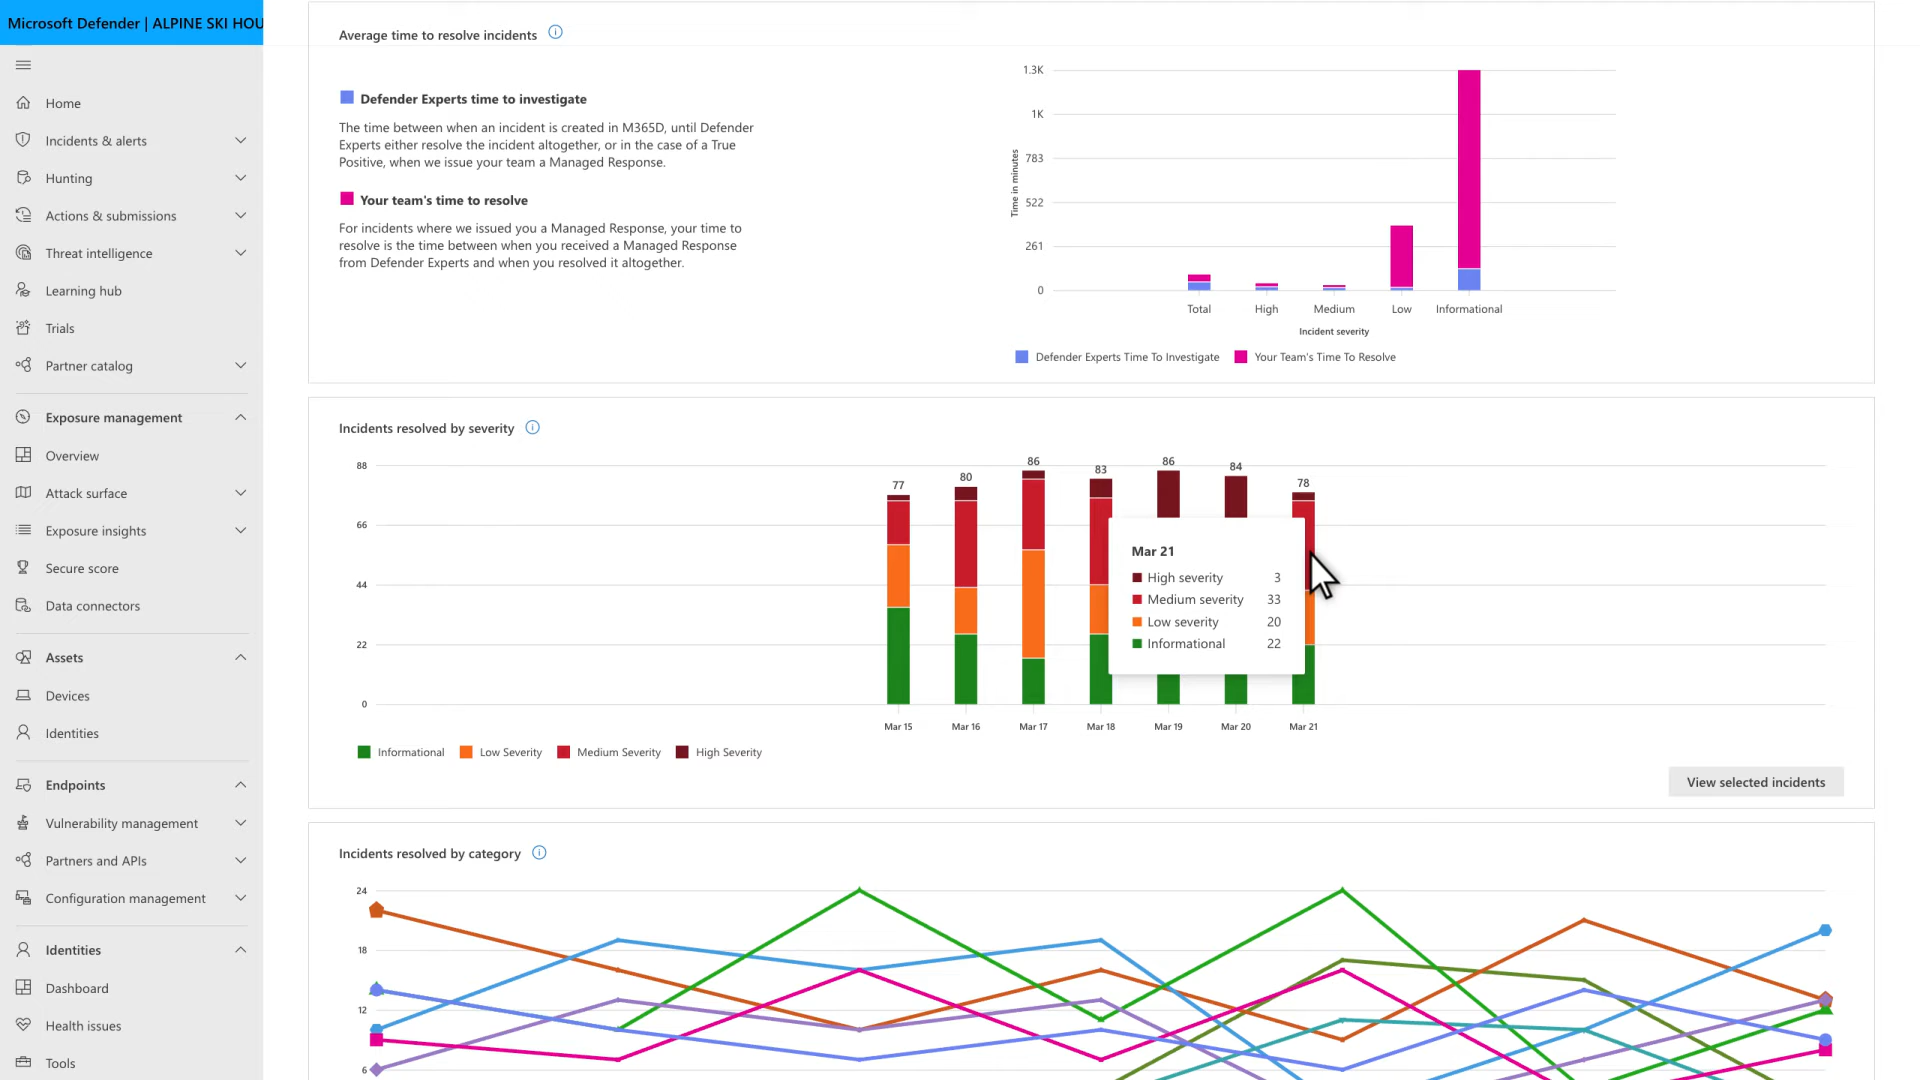 Microsoft Defender | ALPINE SKI HOU
Home
Incidents & alerts
Hunting
Actions & submissions
Threat intelligence
Learning hub
Trials
Partner catalog
Exposure management
Overview
Attack surface
Exposure insights
Secure score
Data connectors
Assets
Devices
Identities
Endpoints
Vulnerability management
Partners and APIs
Configuration management
Identities
Dashboard
Health issues
Tools
Average time to resolve incidents
Defender Experts time to investigate
The time between when an incident is created in M365D, until Defender
Experts either resolve the incident altogether, or in the case of a True
Positive, when we issue your team a Managed Response.
Your team's time to resolve
For incidents where we issued you a Managed Response, your time to
resolve is the time between when you received a Managed Response
from Defender Experts and when you resolved it altogether.
1.3K
1K
783
522
261
0
Time in minutes
Total High Medium Low Informational
Incident severity
Defender Experts Time To Investigate Your Team's Time To Resolve
Incidents resolved by severity
88
66
44
22
0
77 80 86 83 86 84 78
Mar 21
High severity 3
Medium severity 33
Low severity 20
Informational 22
Mar 15 Mar 16 Mar 17 Mar 18 Mar 19 Mar 20 Mar 21
Informational Low Severity Medium Severity High Severity
View selected incidents
Incidents resolved by category
24
18
12
6